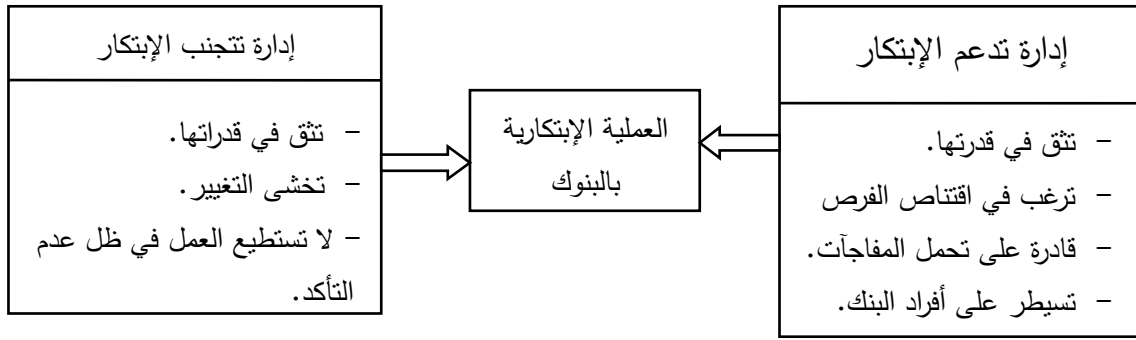 إدارة تدعم الإبتكار
- تثق في قدرتها.
- ترغب في اقتناص الفرص
- قادرة على تحمل المفاجآت.
- تسيطر على أفراد البنك.
العملية الإبتكارية
بالبنوك
إدارة تتجنب الإبتكار
- تثق في قدراتها.
- تخشى التغيير.
- لا تستطيع العمل في ظل عدم
التأكد.